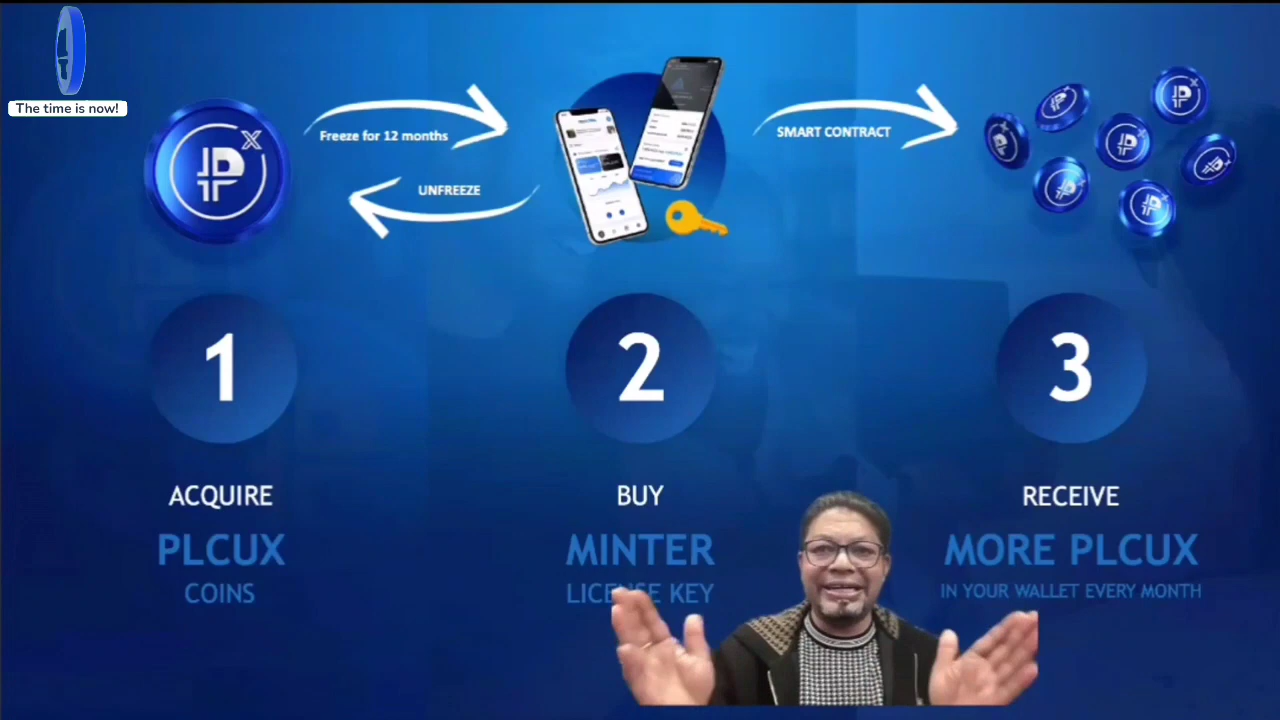 The time is now!
Freeze for 12 months
UNFREEZE
SMART CONTRACT
1
2
3
ACQUIRE
PLCUX
COINS
BUY
MINTER
LICENSE KEY
RECEIVE
MORE PLCUX
IN YOUR WALLET EVERY MONTH